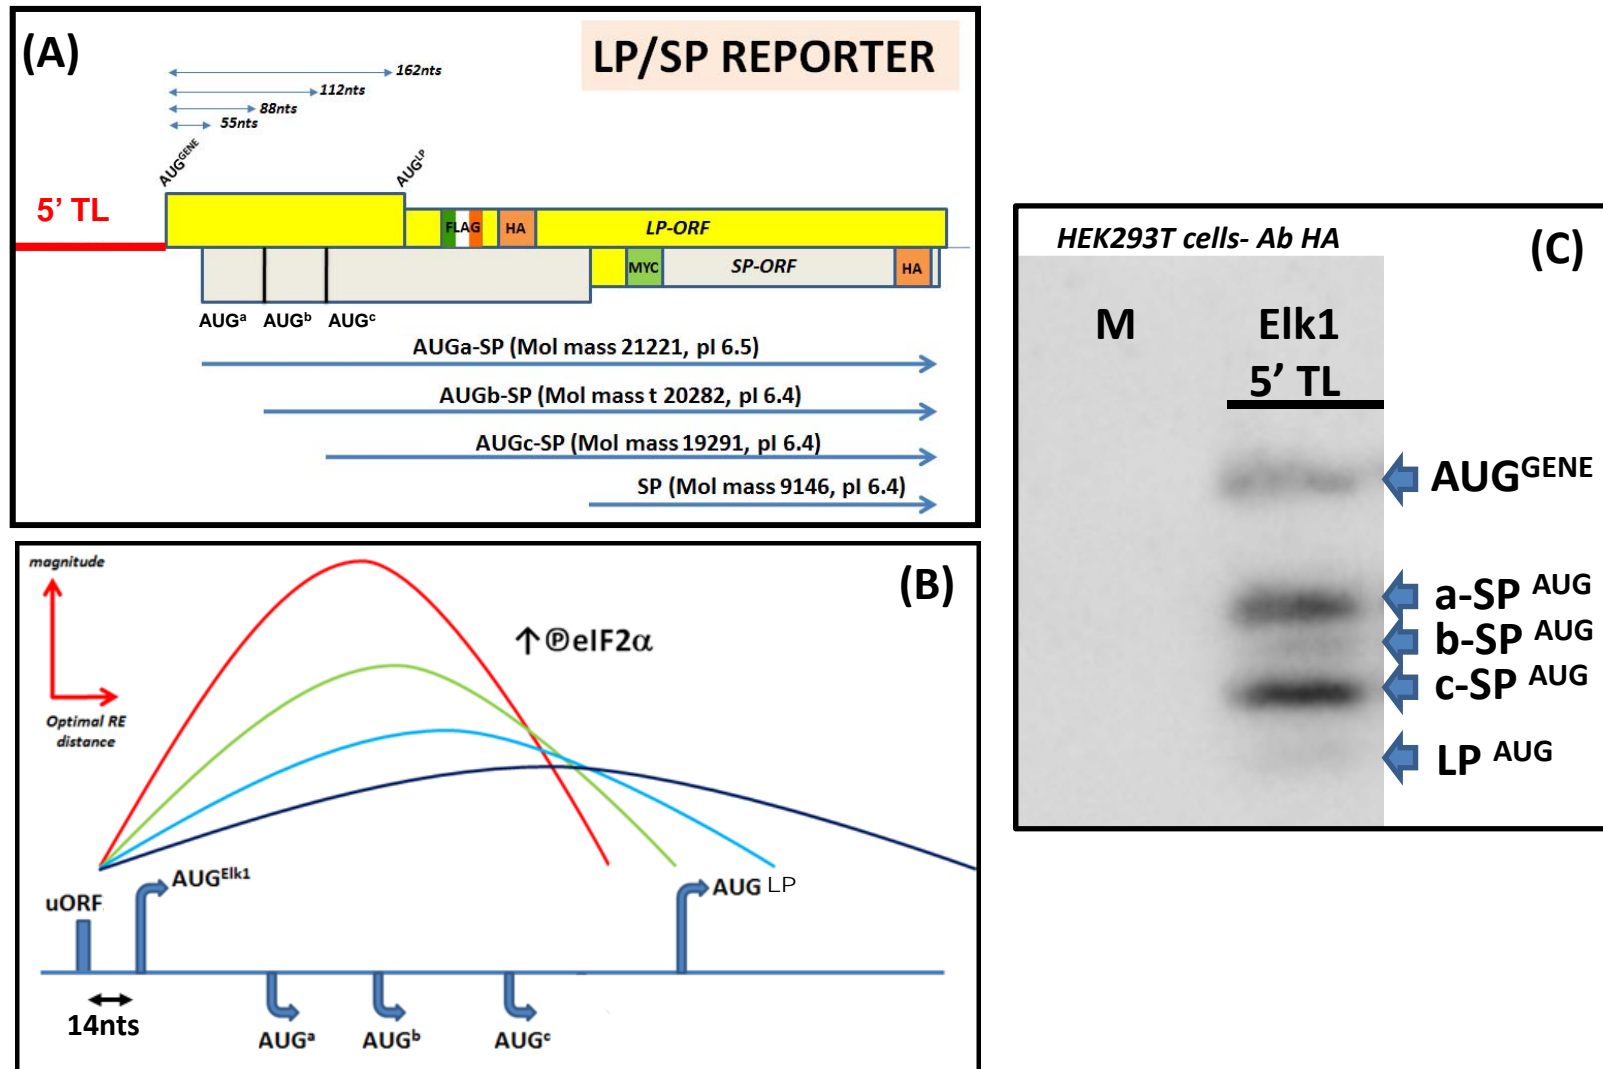 (A)
LP/SP REPORTER
162nts
112nts
88nts
55nts
AUGᴳᴱᴺᴱ
AUGᴸᴾ
5’ TL
FLAG
HA
LP-ORF
MYC
SP-ORF
HA
AUGᵃ AUGᵇ AUGᶜ
AUGa-SP (Mol mass 21221, pI 6.5)
AUGb-SP (Mol mass t 20282, pI 6.4)
AUGc-SP (Mol mass 19291, pI 6.4)
SP (Mol mass 9146, pI 6.4)
magnitude
(B)
↑ⓅeIF2α
Optimal RE
distance
uORF
AUGᴱˡᵏ¹
AUG LP
14nts
AUGᵃ
AUGᵇ
AUGᶜ
HEK293T cells- Ab HA
(C)
M
Elk1
5’ TL
AUGᴳᴱᴺᴱ
a-SP ᴬᵁᴳ
b-SP ᴬᵁᴳ
c-SP ᴬᵁᴳ
LP ᴬᵁᴳ